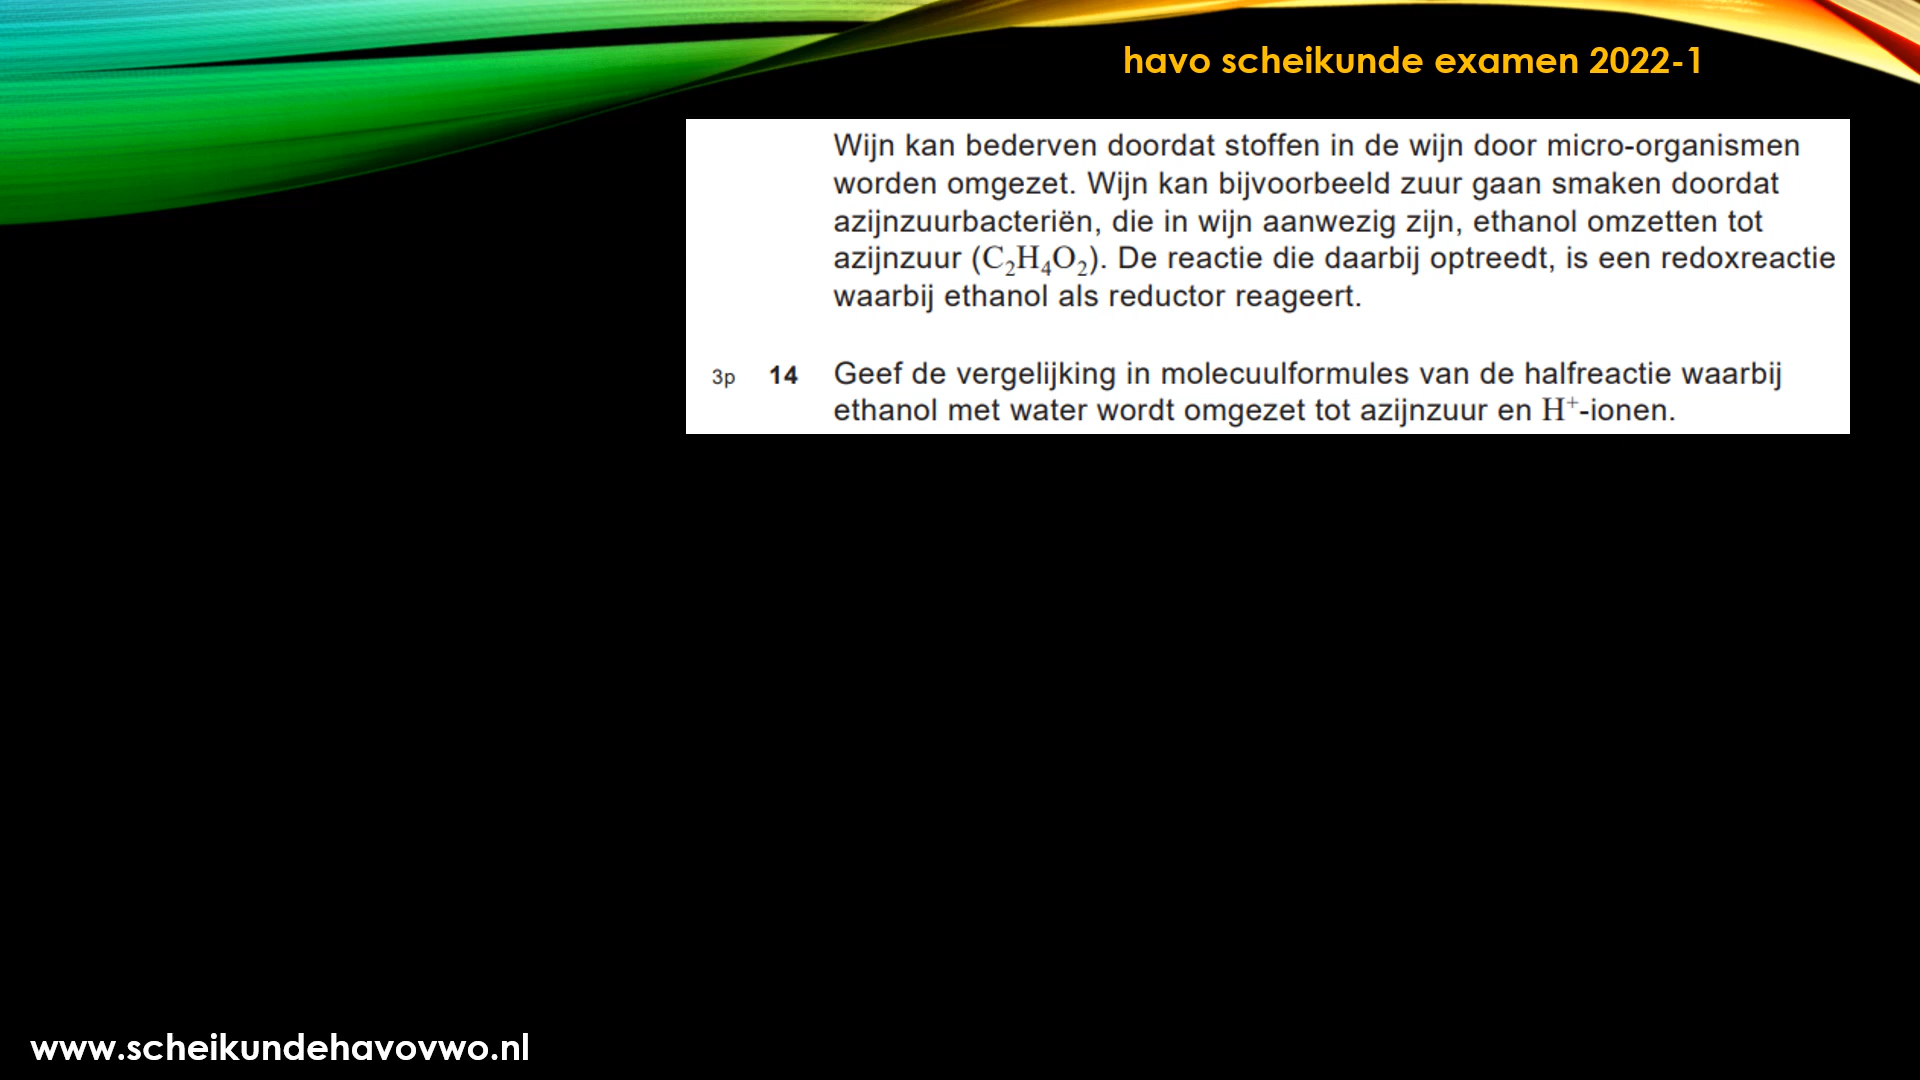 havo scheikunde examen 2022-1
Wijn kan bederven doordat stoffen in de wijn door micro-organismen
worden omgezet. Wijn kan bijvoorbeeld zuur gaan smaken doordat
azijnzuurbacteriën, die in wijn aanwezig zijn, ethanol omzetten tot
azijnzuur (C₂H₄O₂). De reactie die daarbij optreedt, is een redoxreactie
waarbij ethanol als reductor reageert.
3p 14 Geef de vergelijking in molecuulformules van de halfreactie waarbij
ethanol met water wordt omgezet tot azijnzuur en H⁺-ionen.
www.scheikundehavovwo.nl